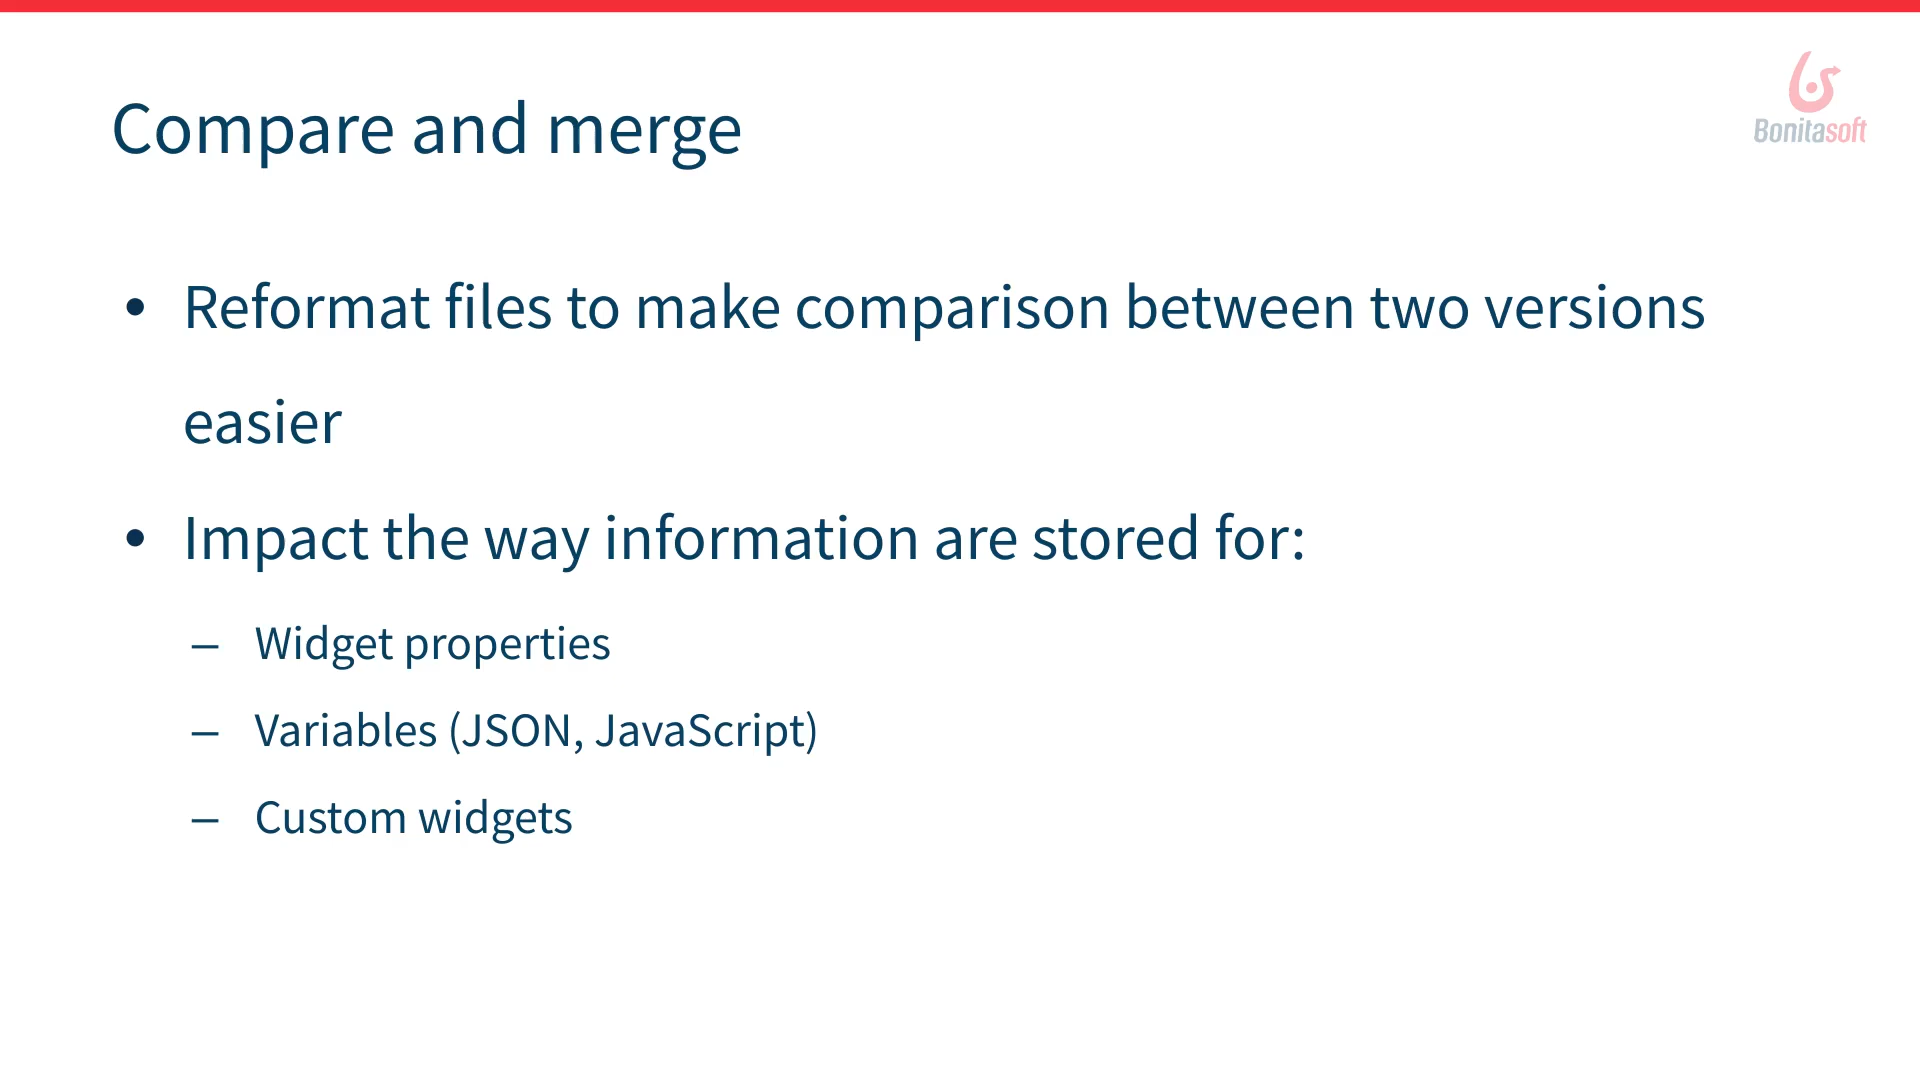 Compare and merge
Bonitasoft
• Reformat files to make comparison between two versions
easier
• Impact the way information are stored for:
– Widget properties
– Variables (JSON, JavaScript)
– Custom widgets